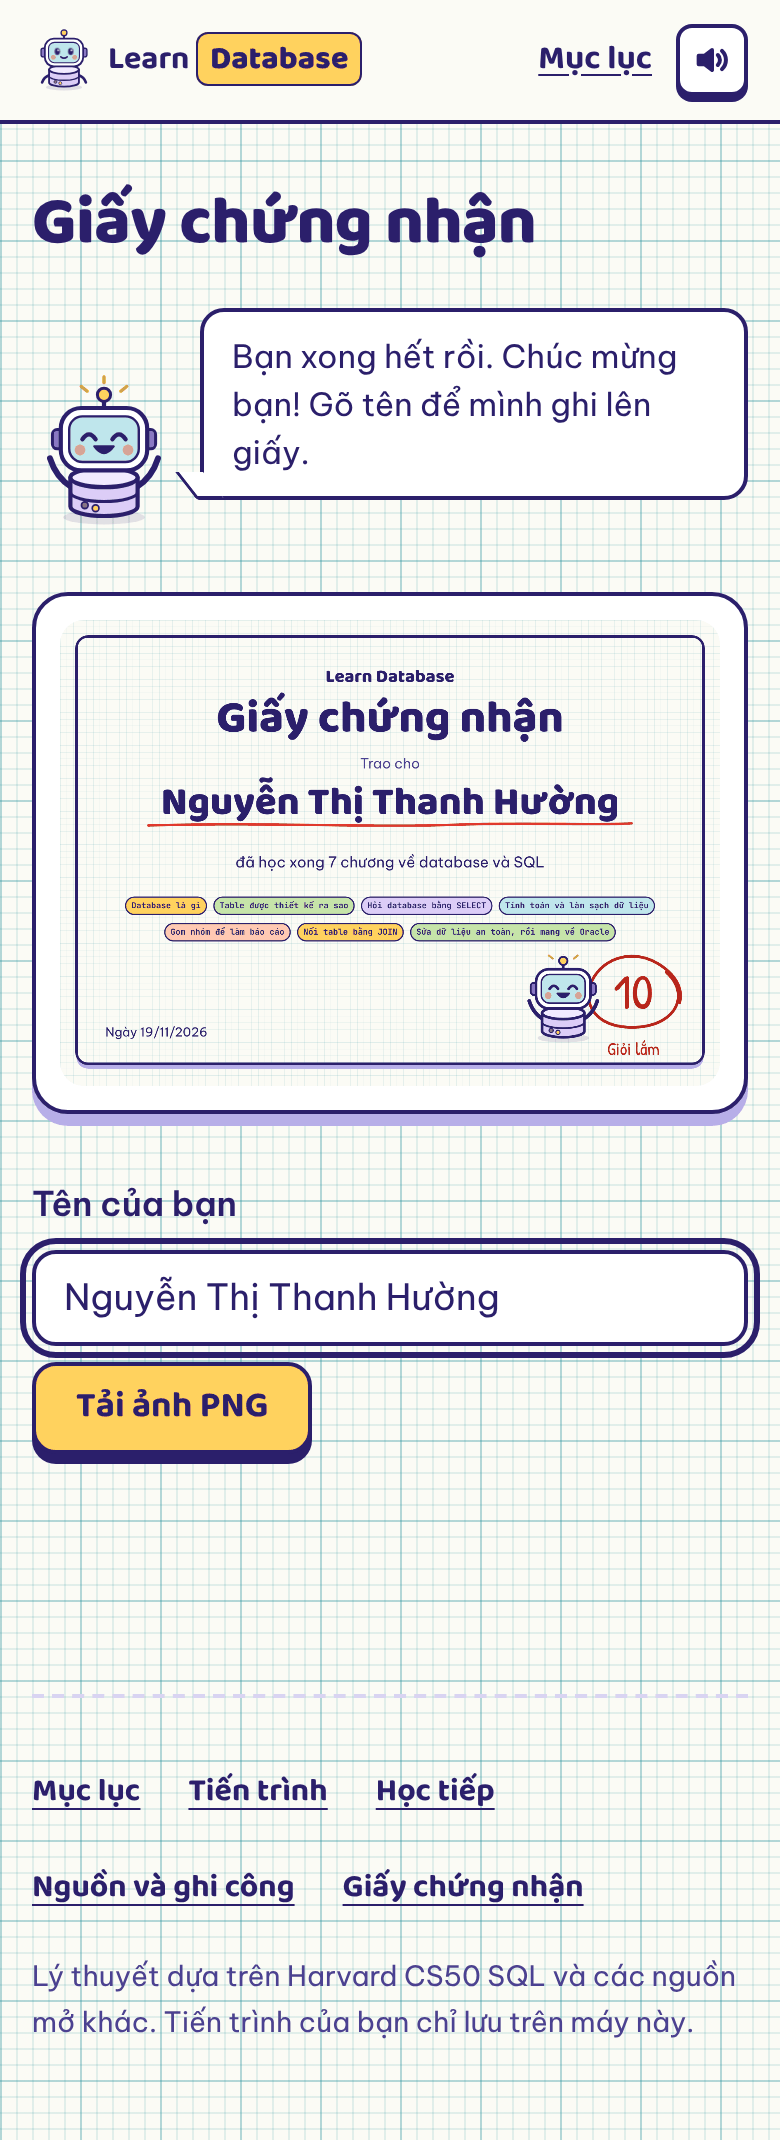 Learn Database
Mục lục
Giấy chứng nhận
Bạn xong hết rồi. Chúc mừng
bạn! Gõ tên để mình ghi lên
giấy.
Learn Database
Giấy chứng nhận
Trao cho
Nguyễn Thị Thanh Hường
đã học xong 7 chương về database và SQL
Database là gì
Table được thiết kế ra sao
Hỏi database bằng SELECT
Tính toán và làm sạch dữ liệu
Gom nhóm để làm báo cáo
Nối table bằng JOIN
Sửa dữ liệu an toàn, rồi mang về Oracle
10
Ngày 19/11/2026
Giỏi lắm
Tên của bạn
Nguyễn Thị Thanh Hường
Tải ảnh PNG
Mục lục
Tiến trình
Học tiếp
Nguồn và ghi công
Giấy chứng nhận
Lý thuyết dựa trên Harvard CS50 SQL và các nguồn
mở khác. Tiến trình của bạn chỉ lưu trên máy này.